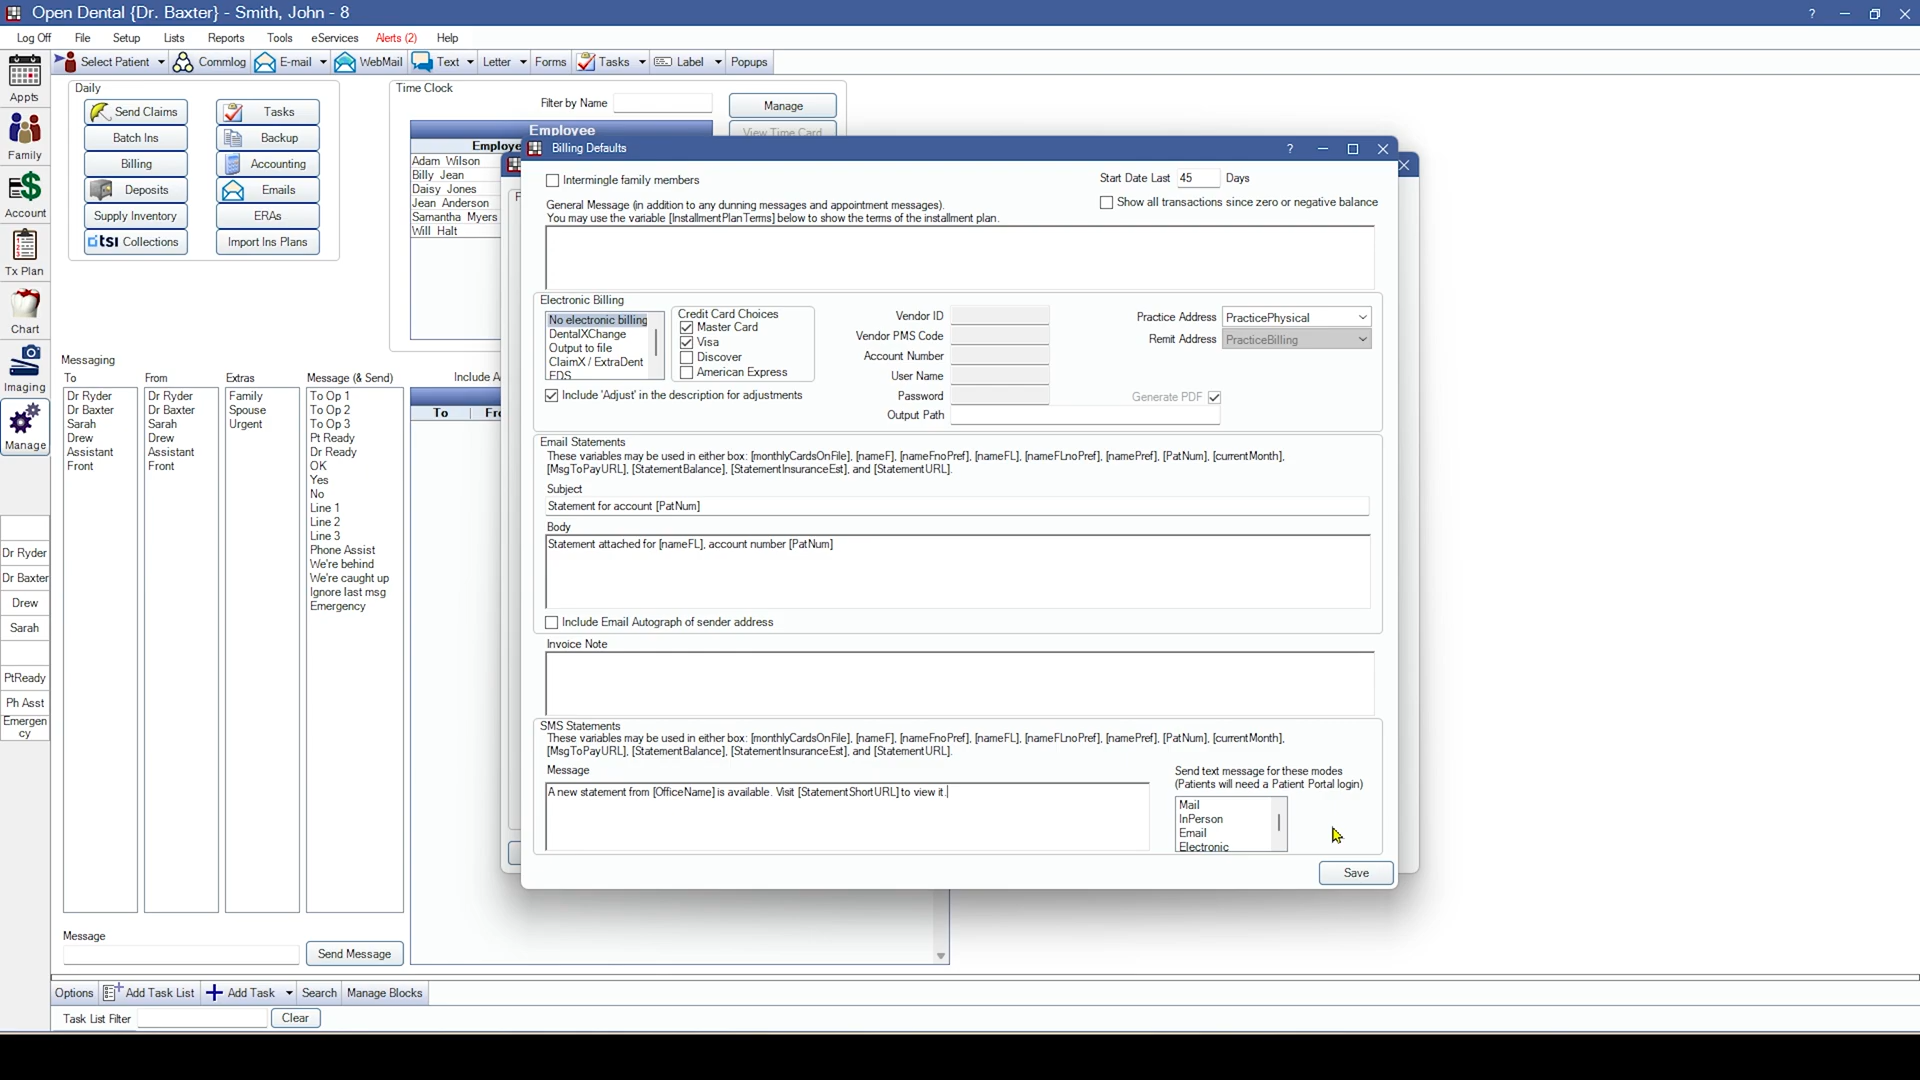 Open Dental {Dr. Baxter} - Smith, John - 8
Log Off File Setup Lists Reports Tools eServices Alerts (2) Help
Select Patient Commlog E-mail WebMail Text Letter Forms Tasks Label Popups
Appts
Family
Account
Tx Plan
Chart
Imaging
Manage
Dr Ryder
Dr Baxter
Drew
Sarah
PtReady
Ph Asst
Emergen
cy
Daily
Send Claims Tasks
Batch Ins Backup
Billing Accounting
Deposits Emails
Supply Inventory ERAs
tsi Collections Import Ins Plans
Time Clock
Filter by Name Manage
View Time Card
Employee
Employe
Adam Wilson
Billy Jean
Daisy Jones
Jean Anderson
Samantha Myers
Will Halt
Messaging
To From Extras Message (& Send) Include A
Dr Ryder
Dr Baxter
Sarah
Drew
Assistant
Front
Dr Ryder
Dr Baxter
Sarah
Drew
Assistant
Front
Family
Spouse
Urgent
To Op 1
To Op 2
To Op 3
Pt Ready
Dr Ready
OK
Yes
No
Line 1
Line 2
Line 3
Phone Assist
We're behind
We're caught up
Ignore last msg
Emergency
To Fr
Message
Send Message
Billing Defaults
Intermingle family members
Start Date Last 45 Days
Show all transactions since zero or negative balance
General Message (in addition to any dunning messages and appointment messages).
You may use the variable [InstallmentPlanTerms] below to show the terms of the installment plan.
Electronic Billing
No electronic billing
DentalXChange
Output to file
ClaimX / ExtraDent
EDS
Credit Card Choices
Master Card
Visa
Discover
American Express
Include 'Adjust' in the description for adjustments
Vendor ID
Vendor PMS Code
Account Number
User Name
Password
Output Path
Practice Address PracticePhysical
Remit Address PracticeBilling
Generate PDF
Email Statements
These variables may be used in either box: [monthlyCardsOnFile], [nameF], [nameFnoPref], [nameFL], [nameFLnoPref], [namePref], [PatNum], [currentMonth],
[MsgToPayURL], [StatementBalance], [StatementInsuranceEst], and [StatementURL].
Subject
Statement for account [PatNum]
Body
Statement attached for [nameFL], account number [PatNum]
Include Email Autograph of sender address
Invoice Note
SMS Statements
These variables may be used in either box: [monthlyCardsOnFile], [nameF], [nameFnoPref], [nameFL], [nameFLnoPref], [namePref], [PatNum], [currentMonth],
[MsgToPayURL], [StatementBalance], [StatementInsuranceEst], and [StatementURL].
Message
A new statement from [OfficeName] is available. Visit [StatementShortURL] to view it.
Send text message for these modes
(Patients will need a Patient Portal login)
Mail
InPerson
Email
Electronic
Save
Options Add Task List Add Task Search Manage Blocks
Task List Filter Clear